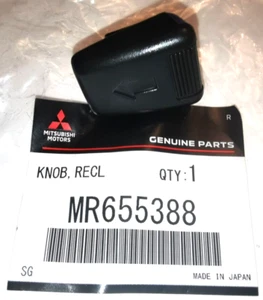 R
MITSUBISHI
MOTORS
GENUINE PARTS
KNOB, RECL QTY:1
MR655388
SG MADE IN JAPAN